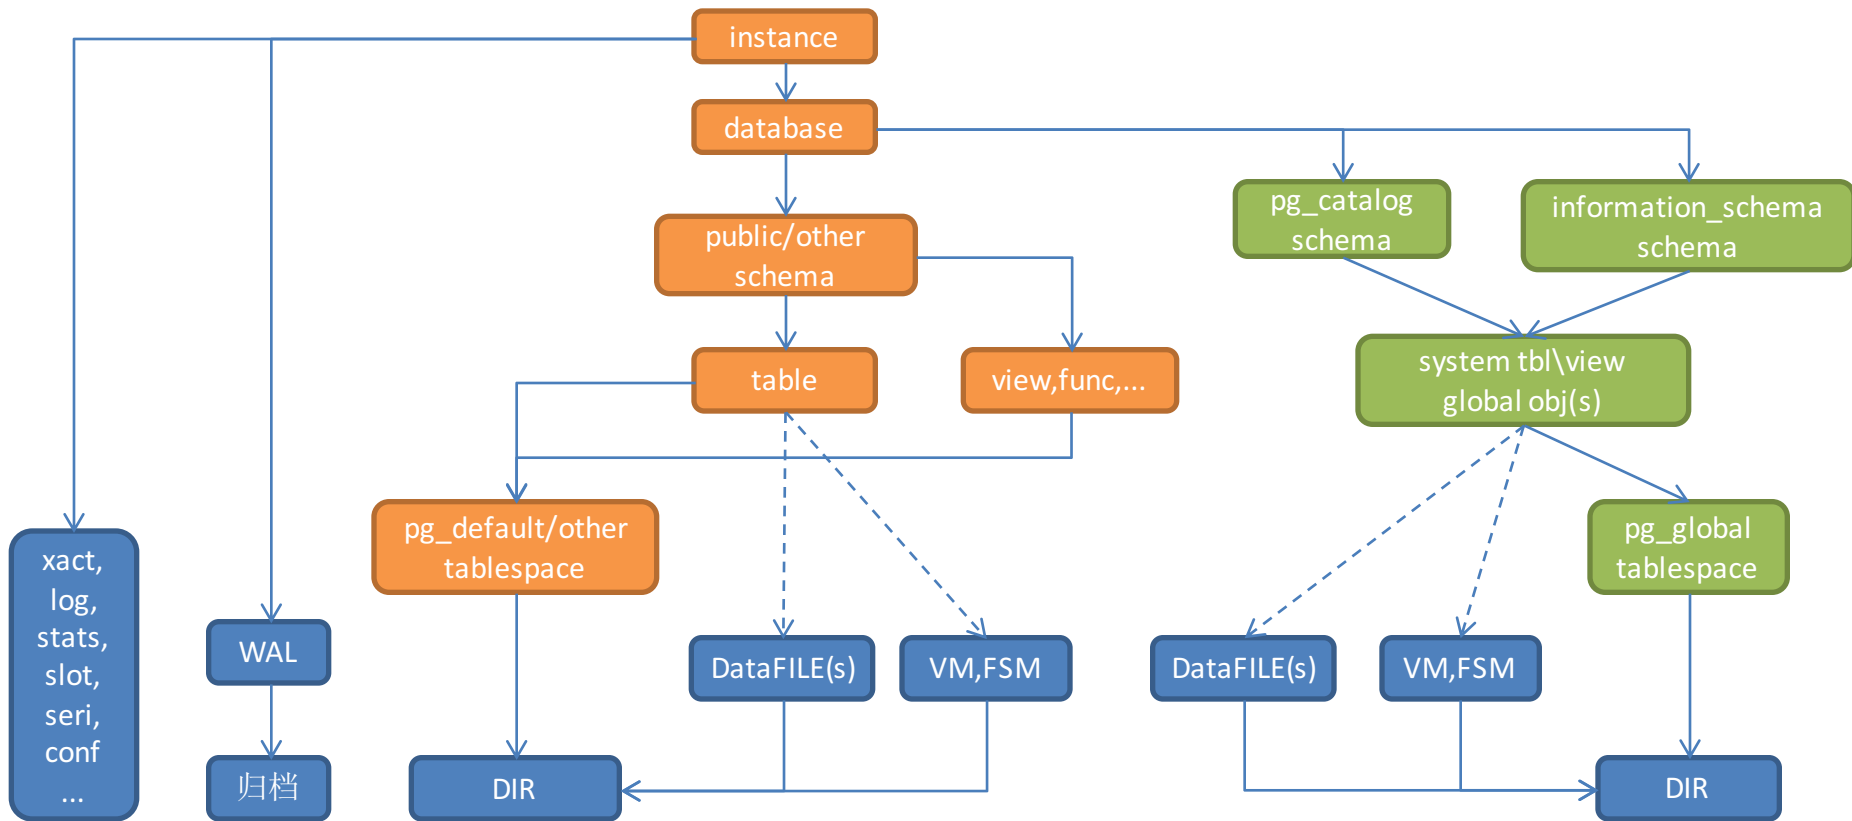 instance
database
pg_catalog
schema
information_schema
schema
public/other
schema
table
view,func,...
system tbl\view
global obj(s)
pg_default/other
tablespace
pg_global
tablespace
xact,
log,
stats,
slot,
seri,
conf
...
WAL
DataFILE(s)
VM,FSM
DataFILE(s)
VM,FSM
归档
DIR
DIR